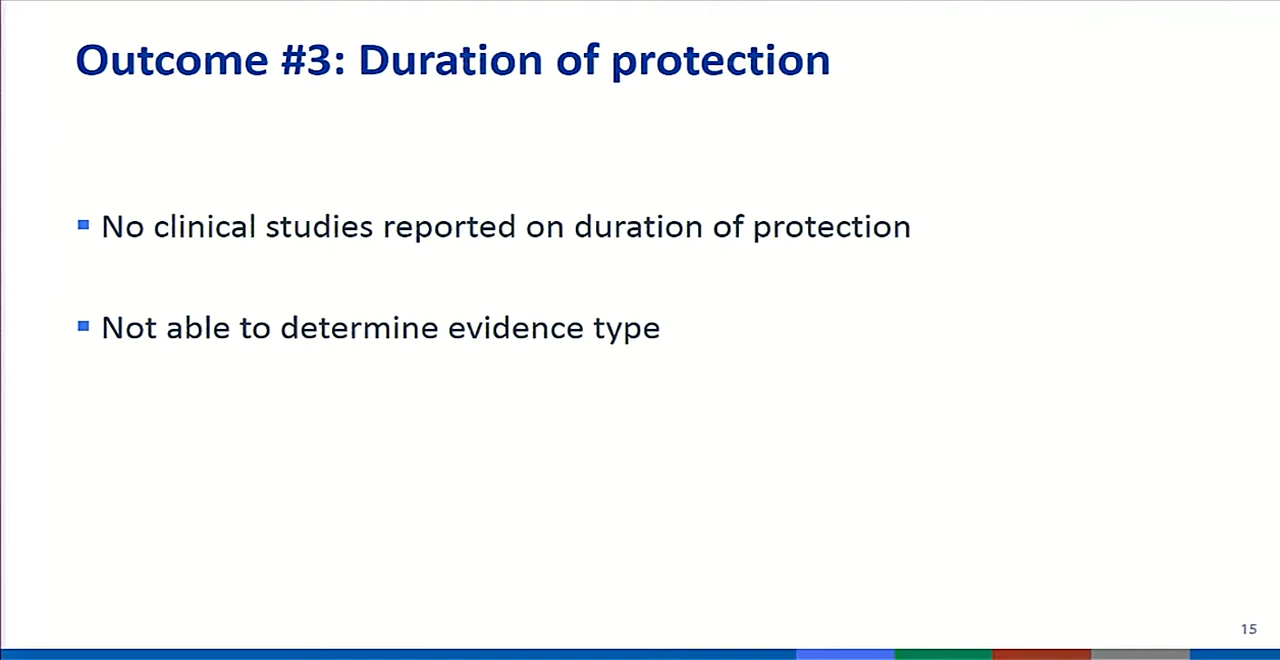 Outcome #3: Duration of protection
No clinical studies reported on duration of protection
Not able to determine evidence type
15